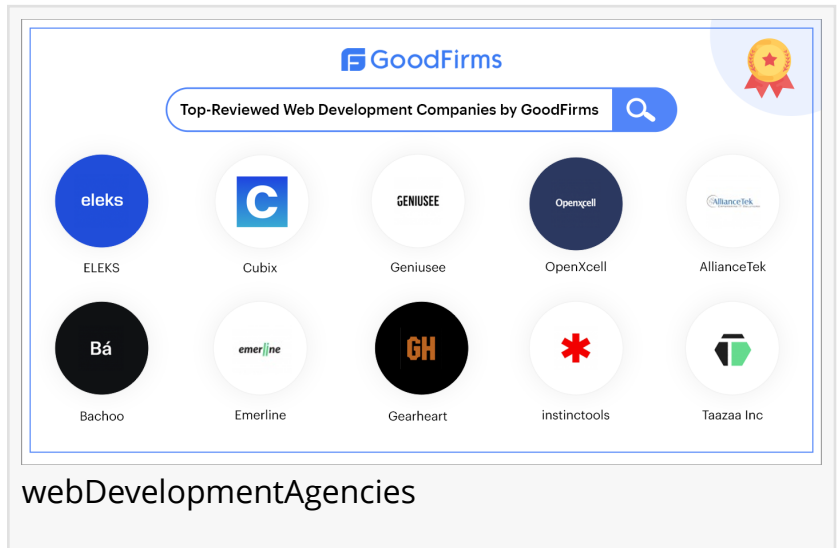 GoodFirms
Top-Reviewed Web Development Companies by GoodFirms
eleks
C
GENIUSEE
Openxcell
AllianceTek
ELEKS
Cubix
Geniusee
OpenXcell
AllianceTek
Bá
emerline
GH
Bachoo
Emerline
Gearheart
instinctools
Taazaa Inc
webDevelopmentAgencies